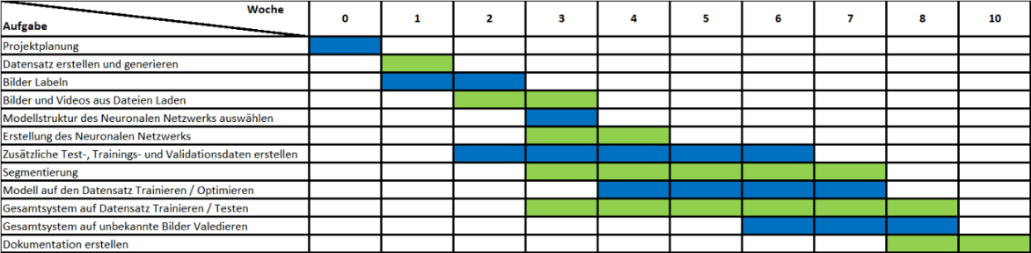 Woche
Aufgabe
0 1 2 3 4 5 6 7 8 10
Projektplanung
Datensatz erstellen und generieren
Bilder Labeln
Bilder und Videos aus Dateien Laden
Modellstruktur des Neuronalen Netzwerks auswählen
Erstellung des Neuronalen Netzwerks
Zusätzliche Test-, Trainings- und Validationsdaten erstellen
Segmentierung
Modell auf den Datensatz Trainieren / Optimieren
Gesamtsystem auf Datensatz Trainieren / Testen
Gesamtsystem auf unbekannte Bilder Valedieren
Dokumentation erstellen